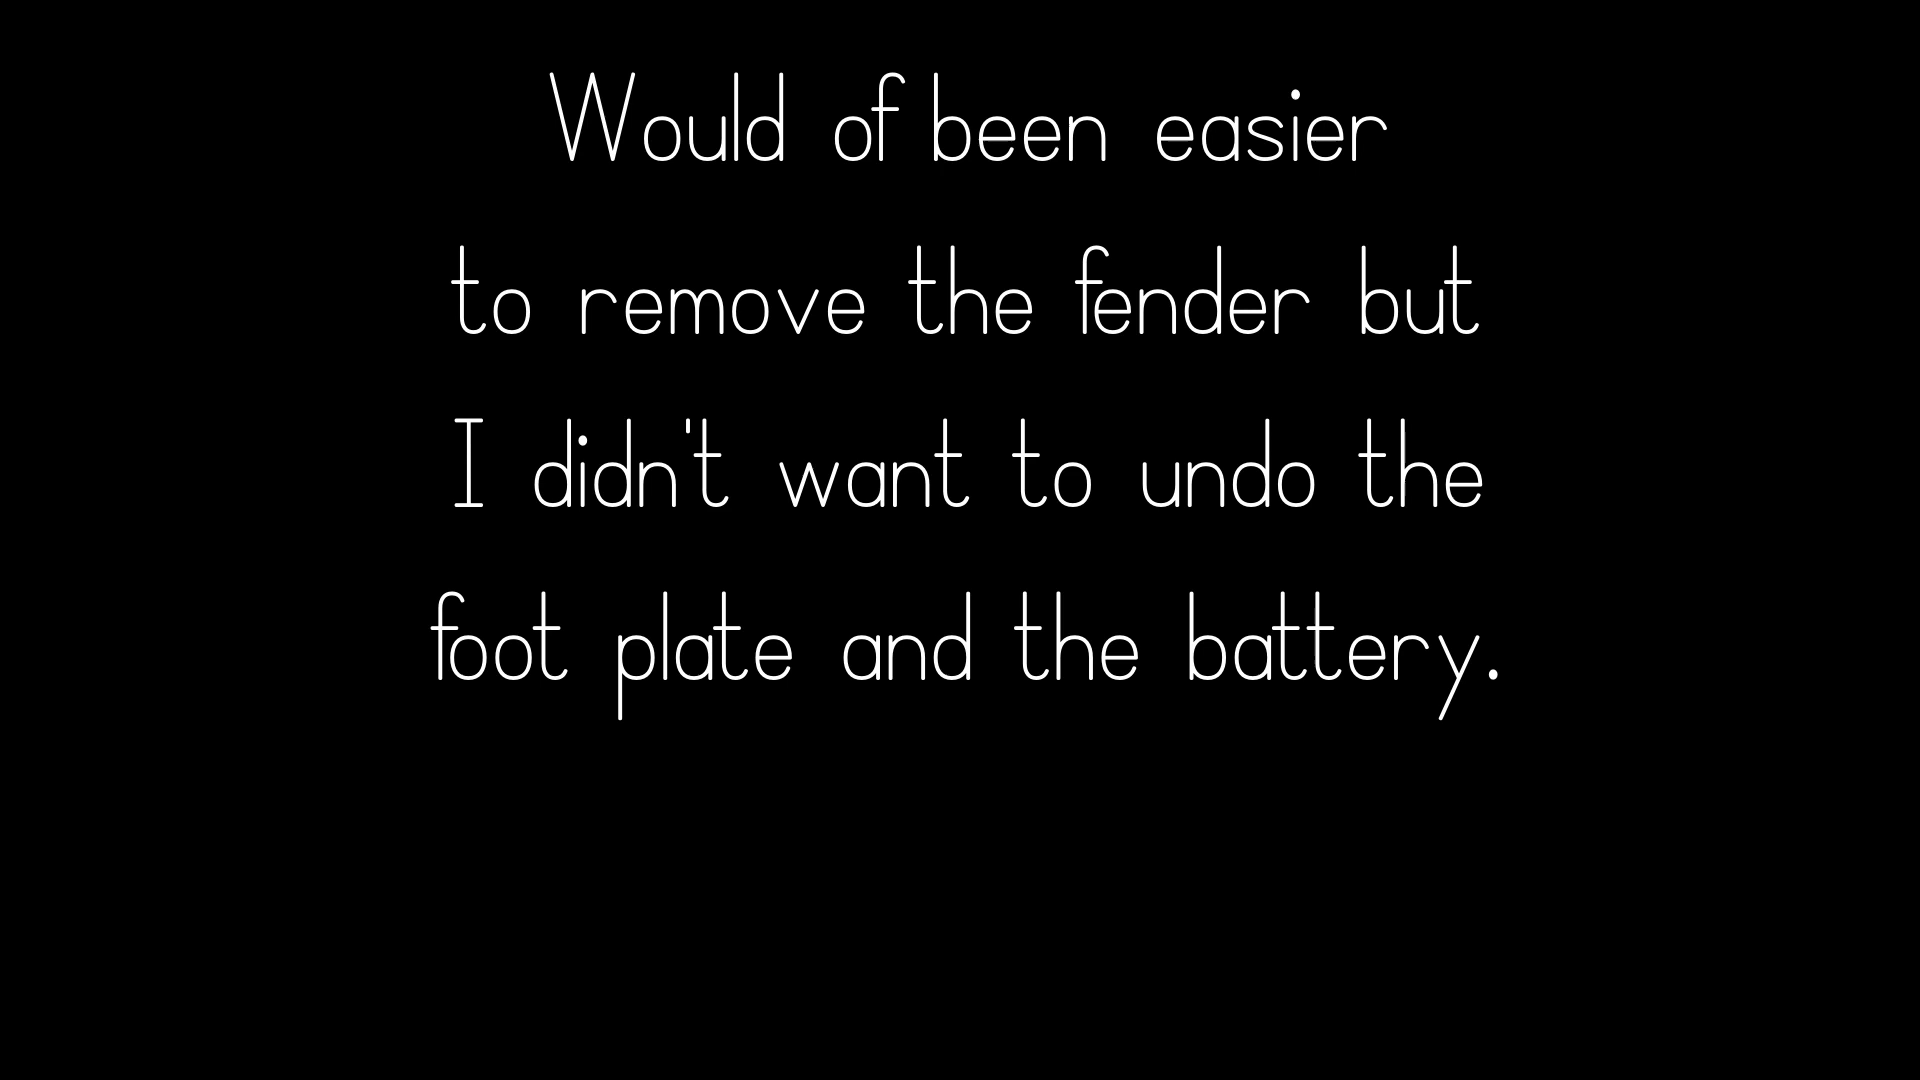 Would of been easier
to remove the fender but
I didn't want to undo the
foot plate and the battery.